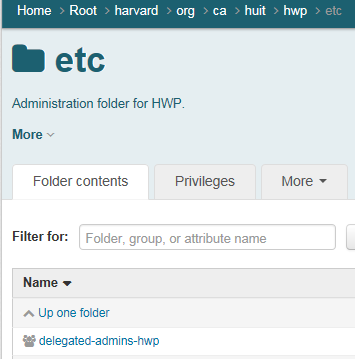 Home > Root > harvard > org > ca > huit > hwp > etc
etc
Administration folder for HWP.
More
Folder contents Privileges More
Filter for: Folder, group, or attribute name
Name
Up one folder
delegated-admins-hwp